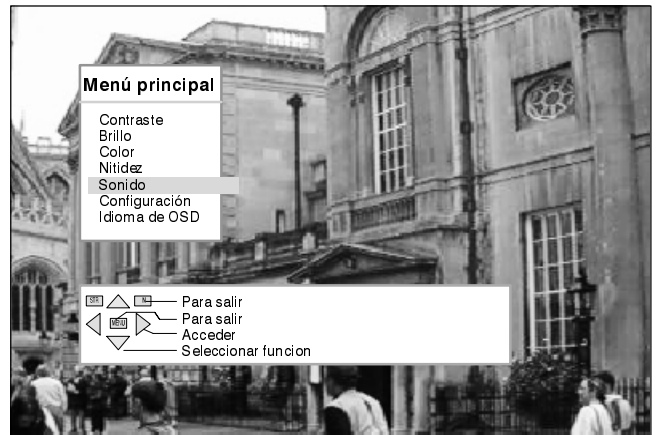 Menú principal
Contraste
Brillo
Color
Nitidez
Sonido
Configuración
Idioma de OSD
STR
Para salir
MENU
Para salir
Acceder
Seleccionar funcion